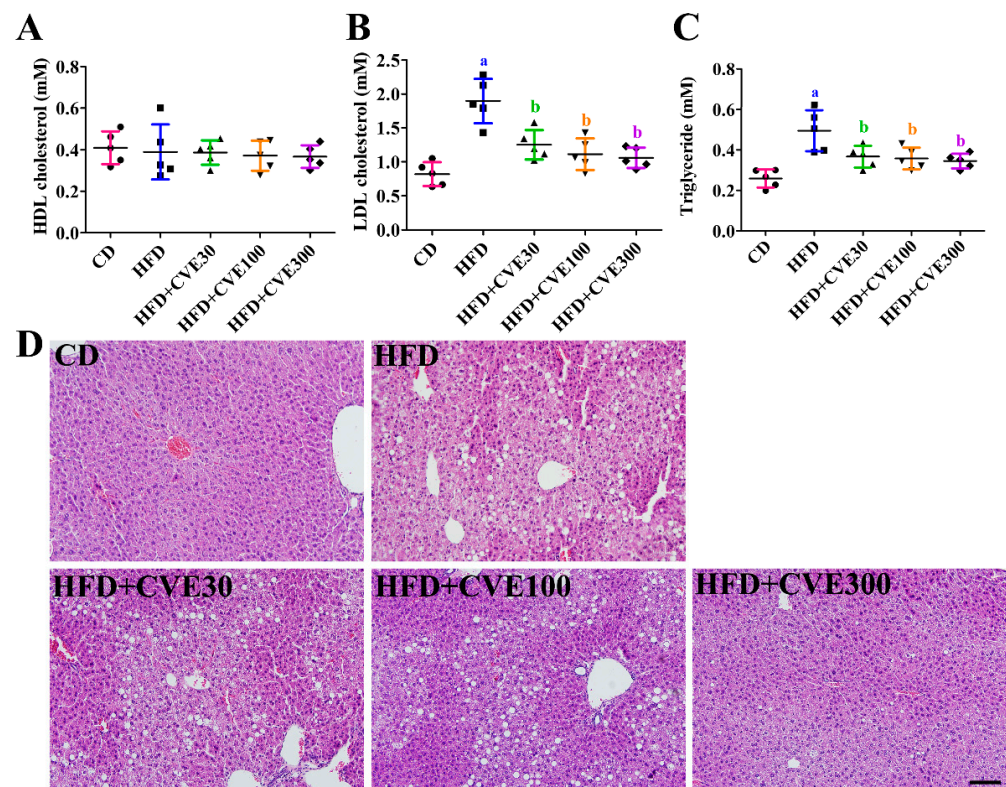 A
HDL cholesterol (mM)
0.8
0.6
0.4
0.2
0.0
CD
HFD
HFD+CVE30
HFD+CVE100
HFD+CVE300
B
LDL cholesterol (mM)
2.5
2.0
1.5
1.0
0.5
0.0
a
b
b
b
CD
HFD
HFD+CVE30
HFD+CVE100
HFD+CVE300
C
Triglyceride (mM)
0.8
0.6
0.4
0.2
0.0
a
b
b
b
CD
HFD
HFD+CVE30
HFD+CVE100
HFD+CVE300
D
CD
HFD
HFD+CVE30
HFD+CVE100
HFD+CVE300